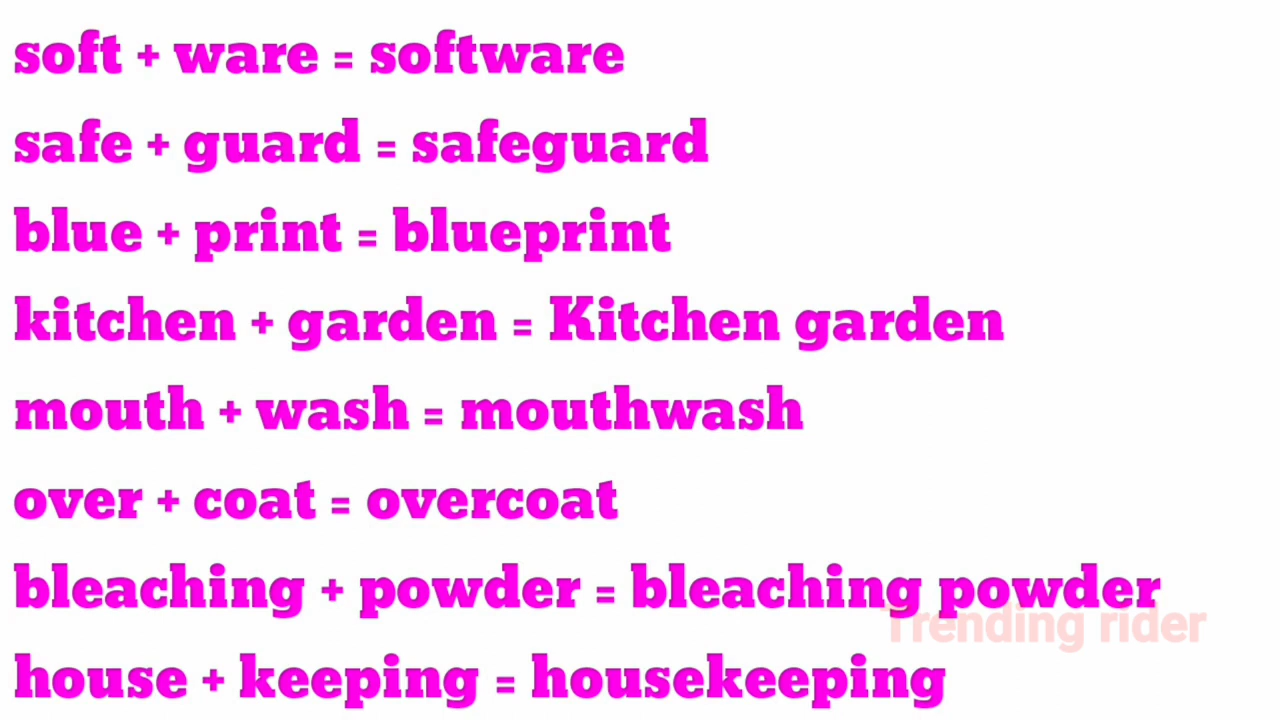 soft + ware = software
safe + guard = safeguard
blue + print = blueprint
kitchen + garden = Kitchen garden
mouth + wash = mouthwash
over + coat = overcoat
bleaching + powder = bleaching powder
Trending rider
house + keeping = housekeeping